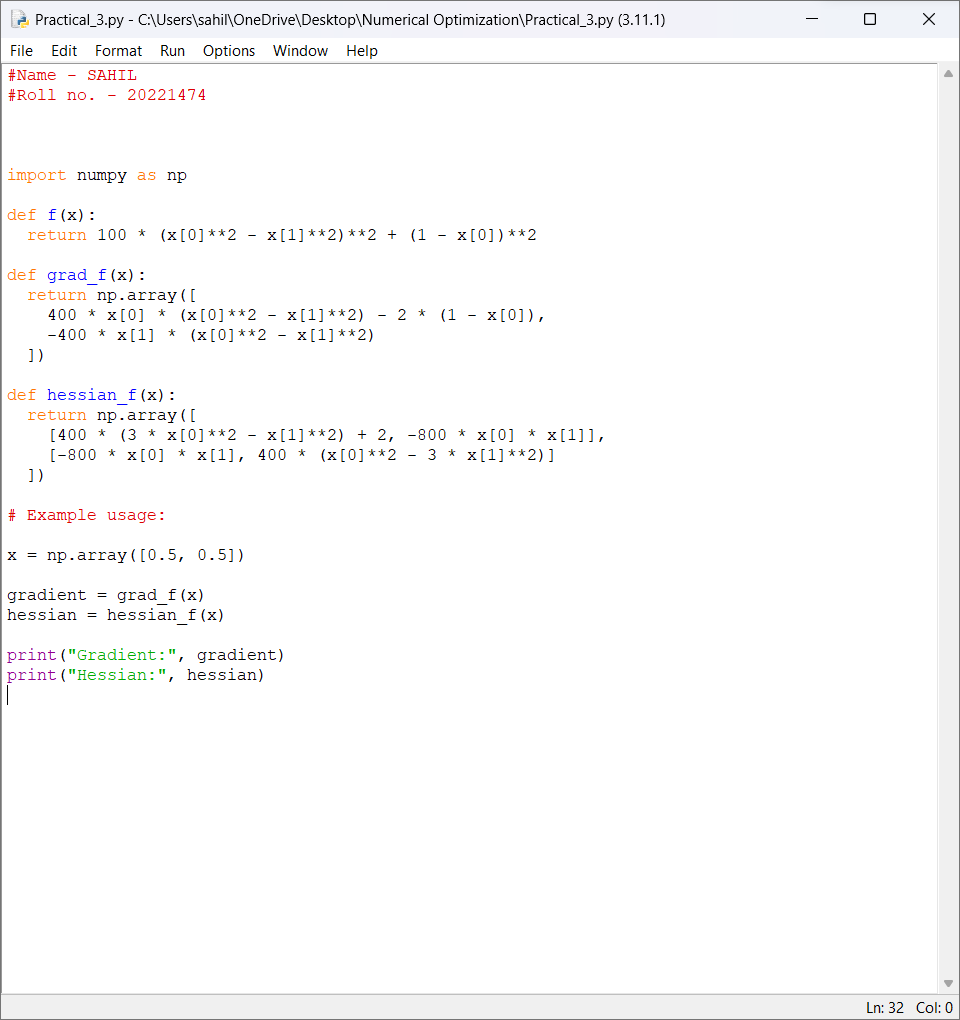 Practical_3.py - C:\Users\sahil\OneDrive\Desktop\Numerical Optimization\Practical_3.py (3.11.1)
File Edit Format Run Options Window Help
#Name - SAHIL
#Roll no. - 20221474
import numpy as np
def f(x):
  return 100 * (x[0]**2 - x[1]**2)**2 + (1 - x[0])**2
def grad_f(x):
  return np.array([
    400 * x[0] * (x[0]**2 - x[1]**2) - 2 * (1 - x[0]),
    -400 * x[1] * (x[0]**2 - x[1]**2)
  ])
def hessian_f(x):
  return np.array([
    [400 * (3 * x[0]**2 - x[1]**2) + 2, -800 * x[0] * x[1]],
    [-800 * x[0] * x[1], 400 * (x[0]**2 - 3 * x[1]**2)]
  ])
# Example usage:
x = np.array([0.5, 0.5])
gradient = grad_f(x)
hessian = hessian_f(x)
print("Gradient:", gradient)
print("Hessian:", hessian)
Ln: 32 Col: 0